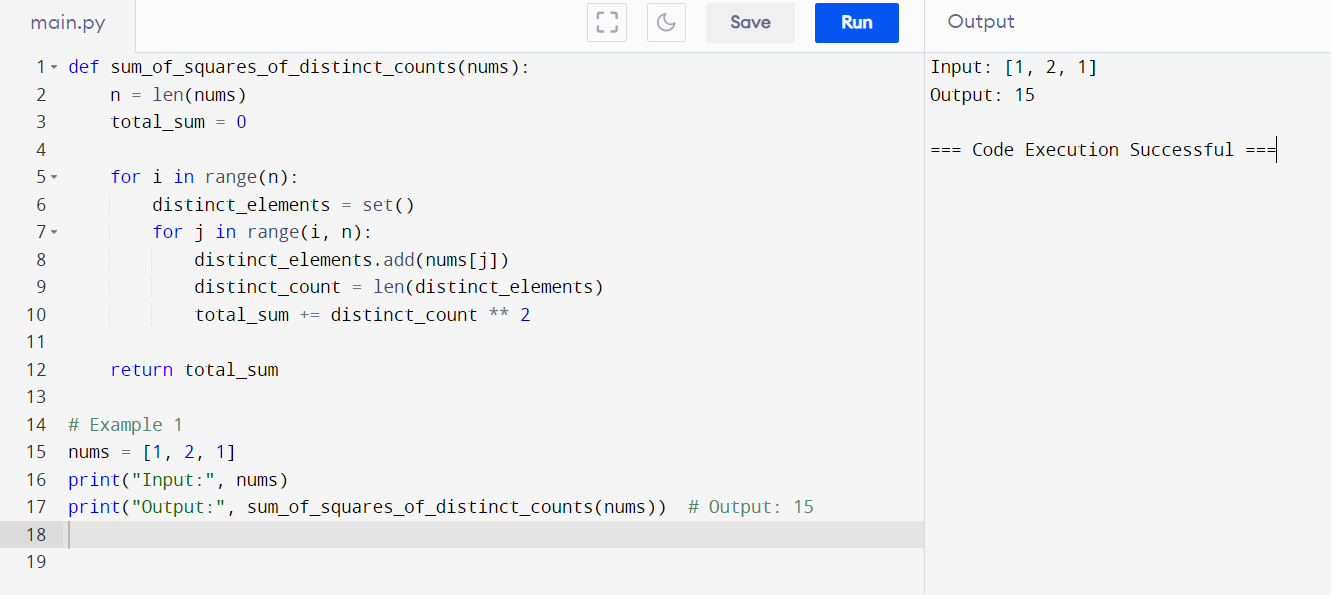 main.py
Save
Run
Output
1 def sum_of_squares_of_distinct_counts(nums):
2     n = len(nums)
3     total_sum = 0
4
5     for i in range(n):
6         distinct_elements = set()
7         for j in range(i, n):
8             distinct_elements.add(nums[j])
9             distinct_count = len(distinct_elements)
10             total_sum += distinct_count ** 2
11
12     return total_sum
13
14 # Example 1
15 nums = [1, 2, 1]
16 print("Input:", nums)
17 print("Output:", sum_of_squares_of_distinct_counts(nums))  # Output: 15
18
19
Input: [1, 2, 1]
Output: 15
=== Code Execution Successful ===